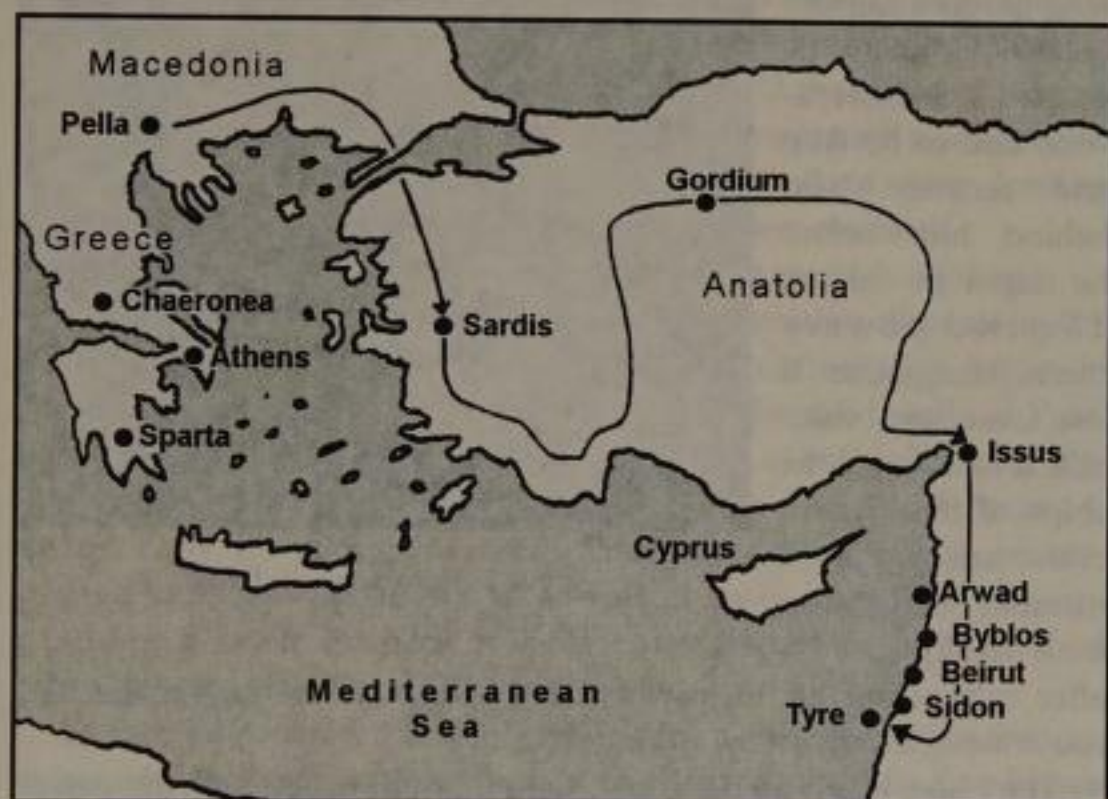 Macedonia
Pella
Gordium
Greece
Anatolia
Chaeronea
Sardis
Athens
Sparta
Issus
Cyprus
Arwad
Byblos
Beirut
Mediterranean
Sea
Tyre
Sidon